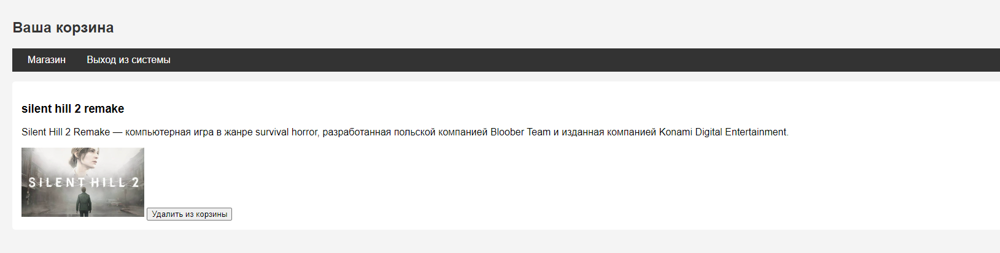 Ваша корзина
Магазин Выход из системы
silent hill 2 remake
Silent Hill 2 Remake — компьютерная игра в жанре survival horror, разработанная польской компанией Bloober Team и изданная компанией Konami Digital Entertainment.
SILENT HILL 2
Удалить из корзины